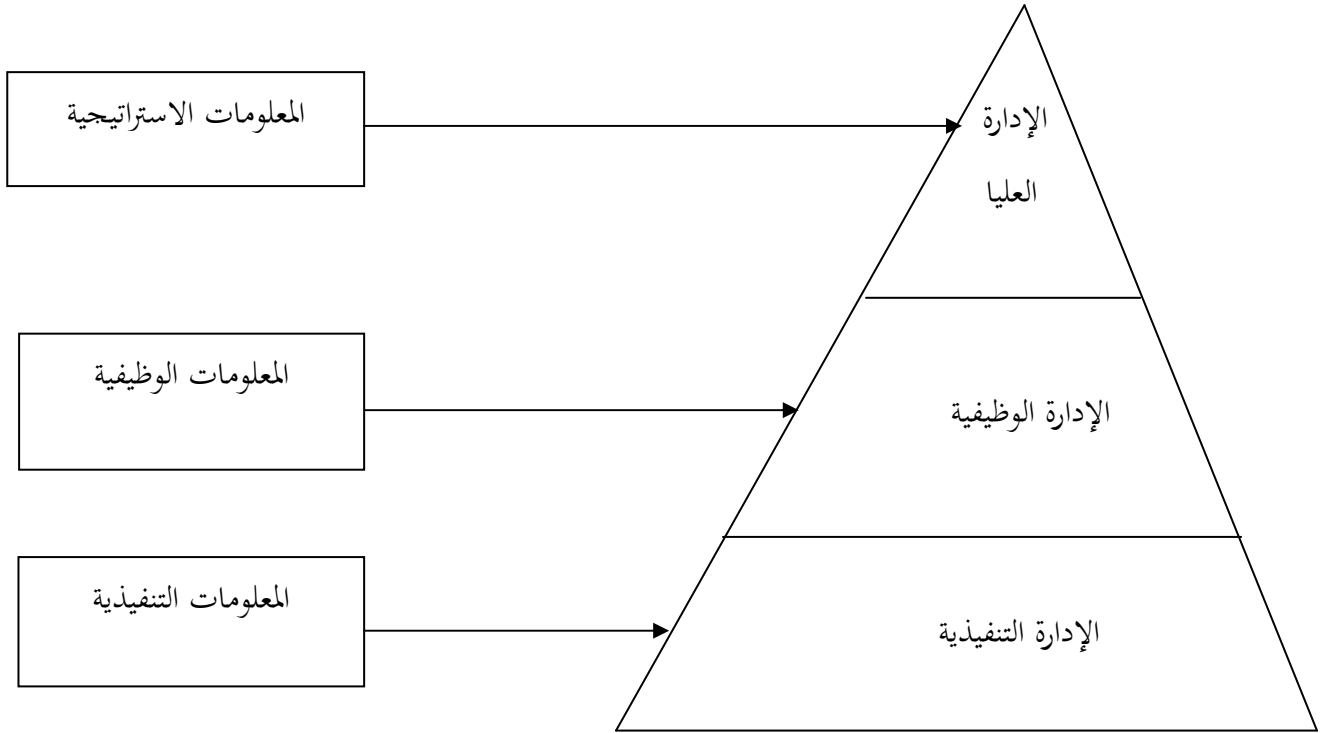 المعلومات الاستراتيجية
الإدارة
العليا
المعلومات الوظيفية
الإدارة الوظيفية
المعلومات التنفيذية
الإدارة التنفيذية